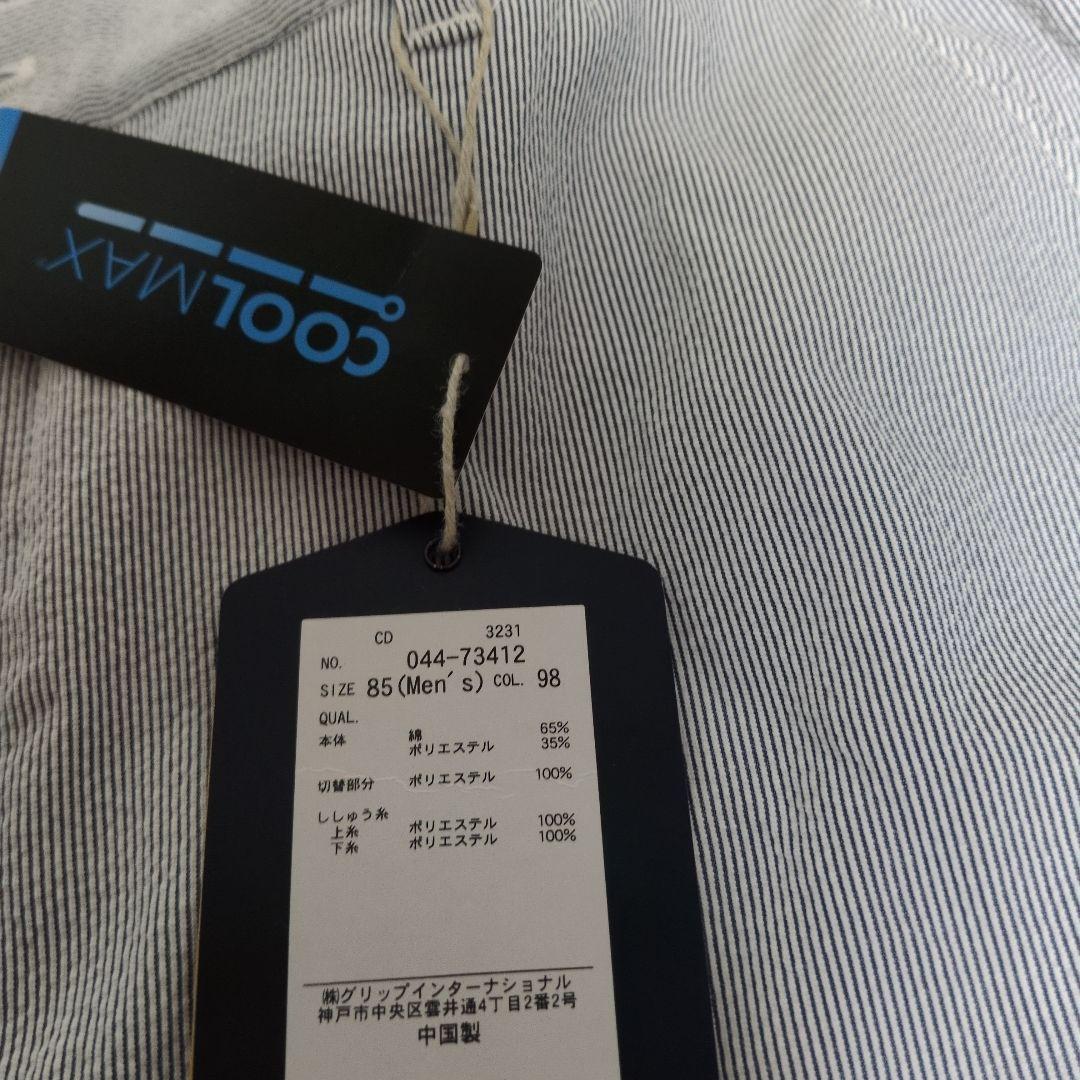 COOLMAX®
CD 3231
NO. 044-73412
SIZE 85(Men's) COL. 98
QUAL.
本体 綿 65%
ポリエステル 35%
切替部分 ポリエステル 100%
ししゅう糸
上糸 ポリエステル 100%
下糸 ポリエステル 100%
㈱グリップインターナショナル
神戸市中央区雲井通4丁目2番2号
中国製